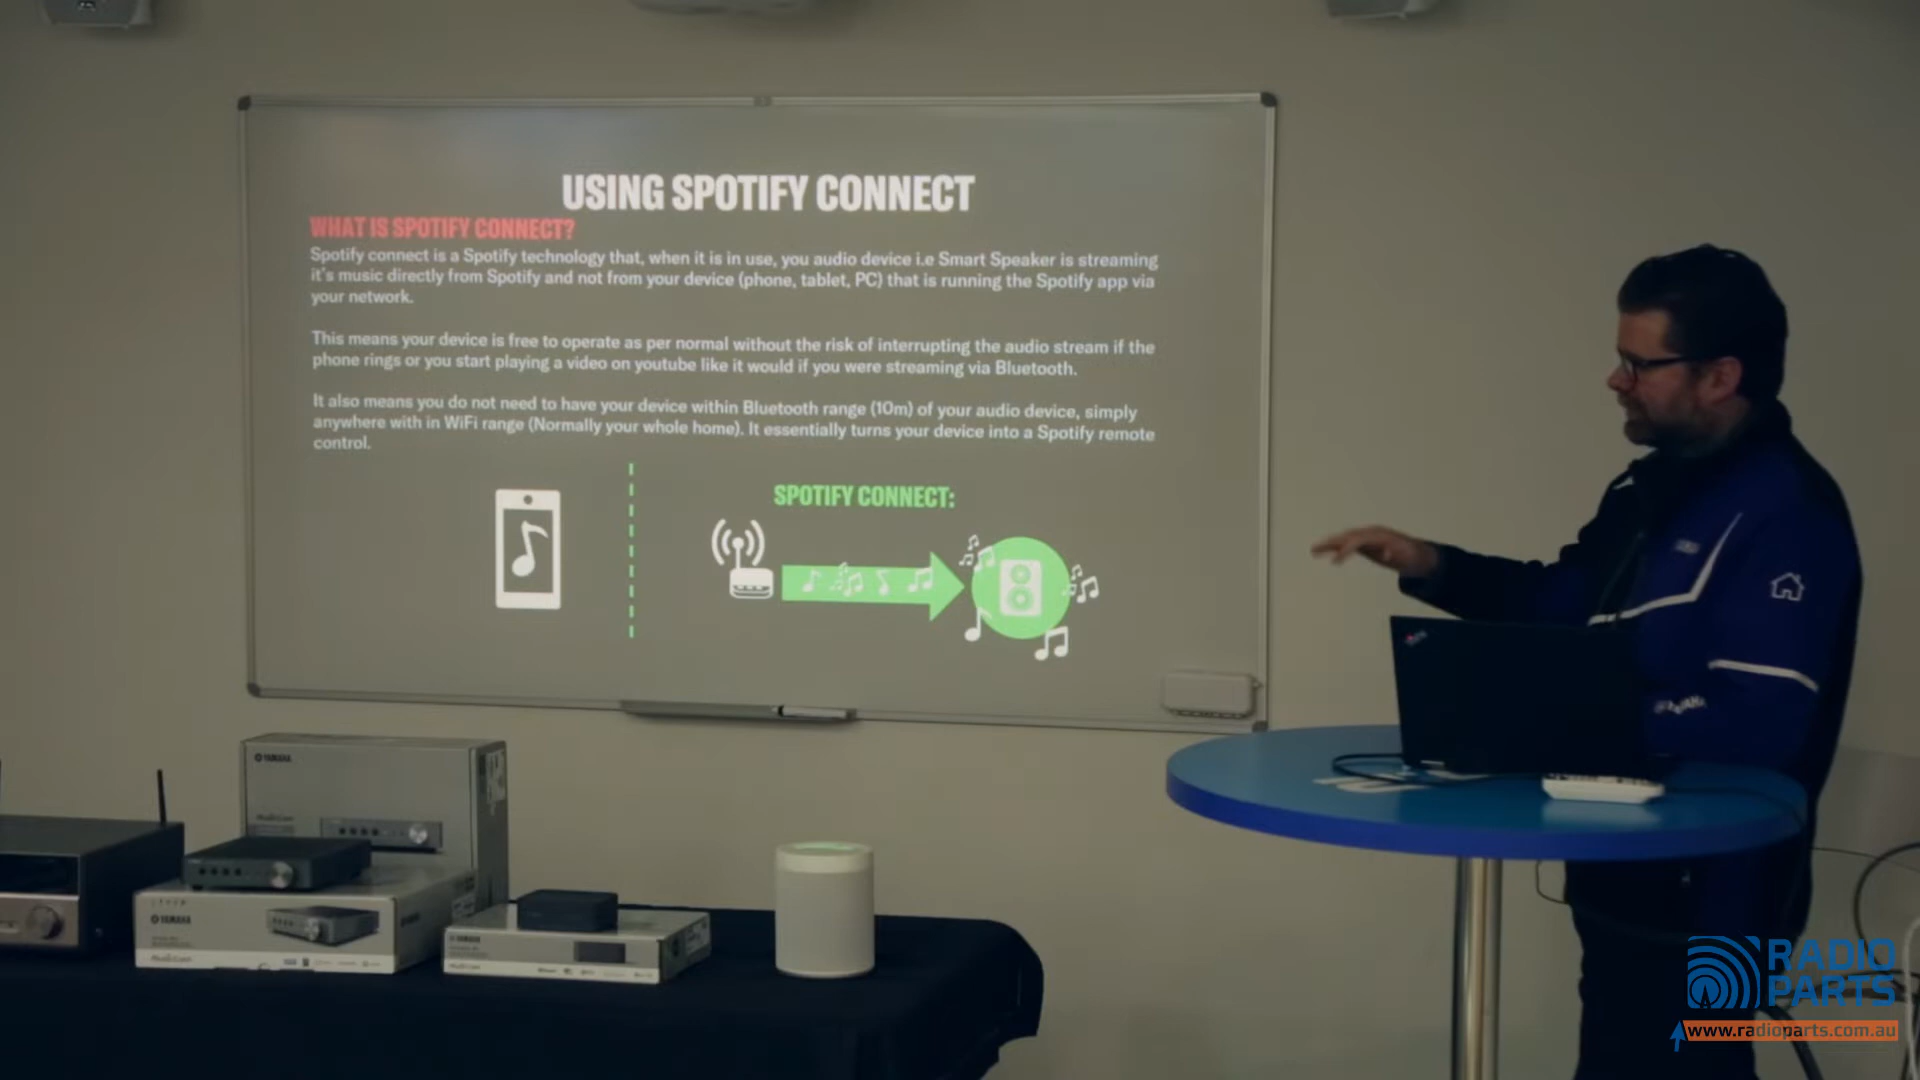 USING SPOTIFY CONNECT
WHAT IS SPOTIFY CONNECT?
Spotify connect is a Spotify technology that, when it is in use, you audio device i.e Smart Speaker is streaming
it's music directly from Spotify and not from your device (phone, tablet, PC) that is running the Spotify app via
your network.
This means your device is free to operate as per normal without the risk of interrupting the audio stream if the
phone rings or you start playing a video on youtube like it would if you were streaming via Bluetooth.
It also means you do not need to have your device within Bluetooth range (10m) of your audio device, simply
anywhere with in WiFi range (Normally your whole home). It essentially turns your device into a Spotify remote
control.
SPOTIFY CONNECT:
YAMAHA
MusicCast
YAMAHA
MusicCast
YAMAHA
MusicCast
YAMAHA
RADIO
PARTS
www.radioparts.com.au